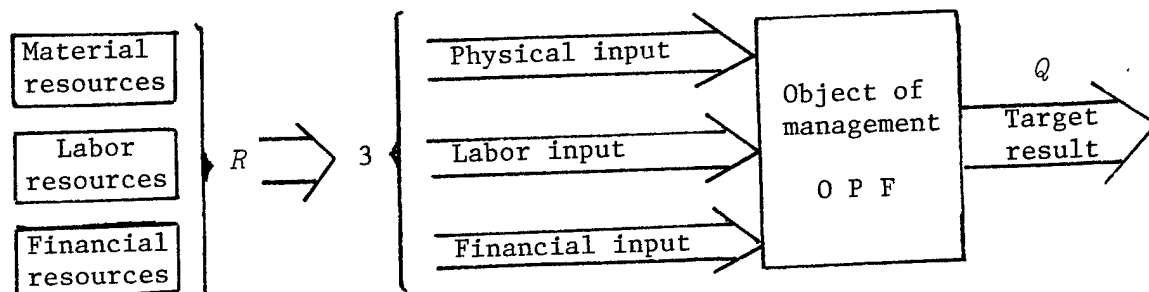 Material
resources
Labor
resources
Financial
resources
R
3
Physical input
Labor input
Financial input
Object of
management
O P F
Q
Target
result